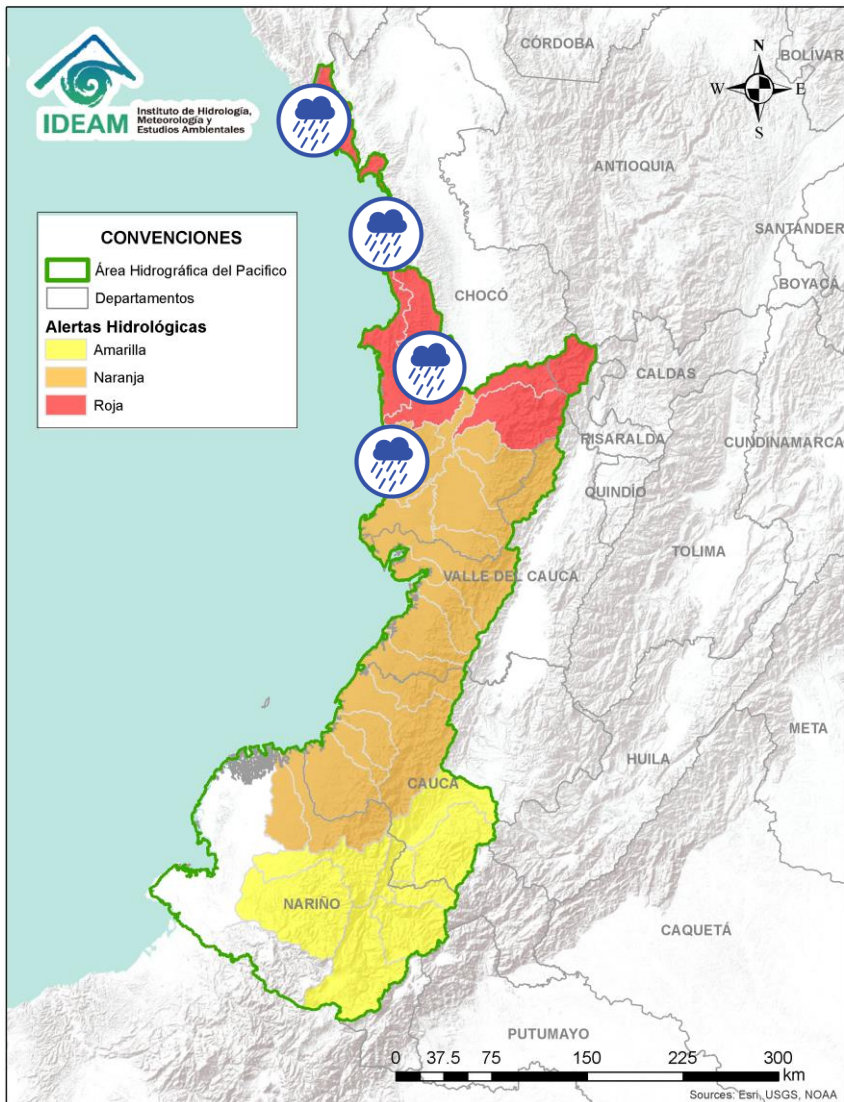 IDEAM
Instituto de Hidrología,
Meteorología y
Estudios Ambientales
CÓRDOBA
BOLÍVAR
N
W
E
S
ANTIOQUIA
SANTANDER
BOYACÁ
CONVENCIONES
Área Hidrográfica del Pacifico
Departamentos
Alertas Hidrológicas
Amarilla
Naranja
Roja
CHOCÓ
CALDAS
RISARALDA
CUNDINAMARCA
QUINDÍO
TOLIMA
VALLE DEL CAUCA
META
HUILA
CAUCA
NARIÑO
CAQUETÁ
PUTUMAYO
0 37.5 75 150 225 300
km
Sources: Esri, USGS, NOAA